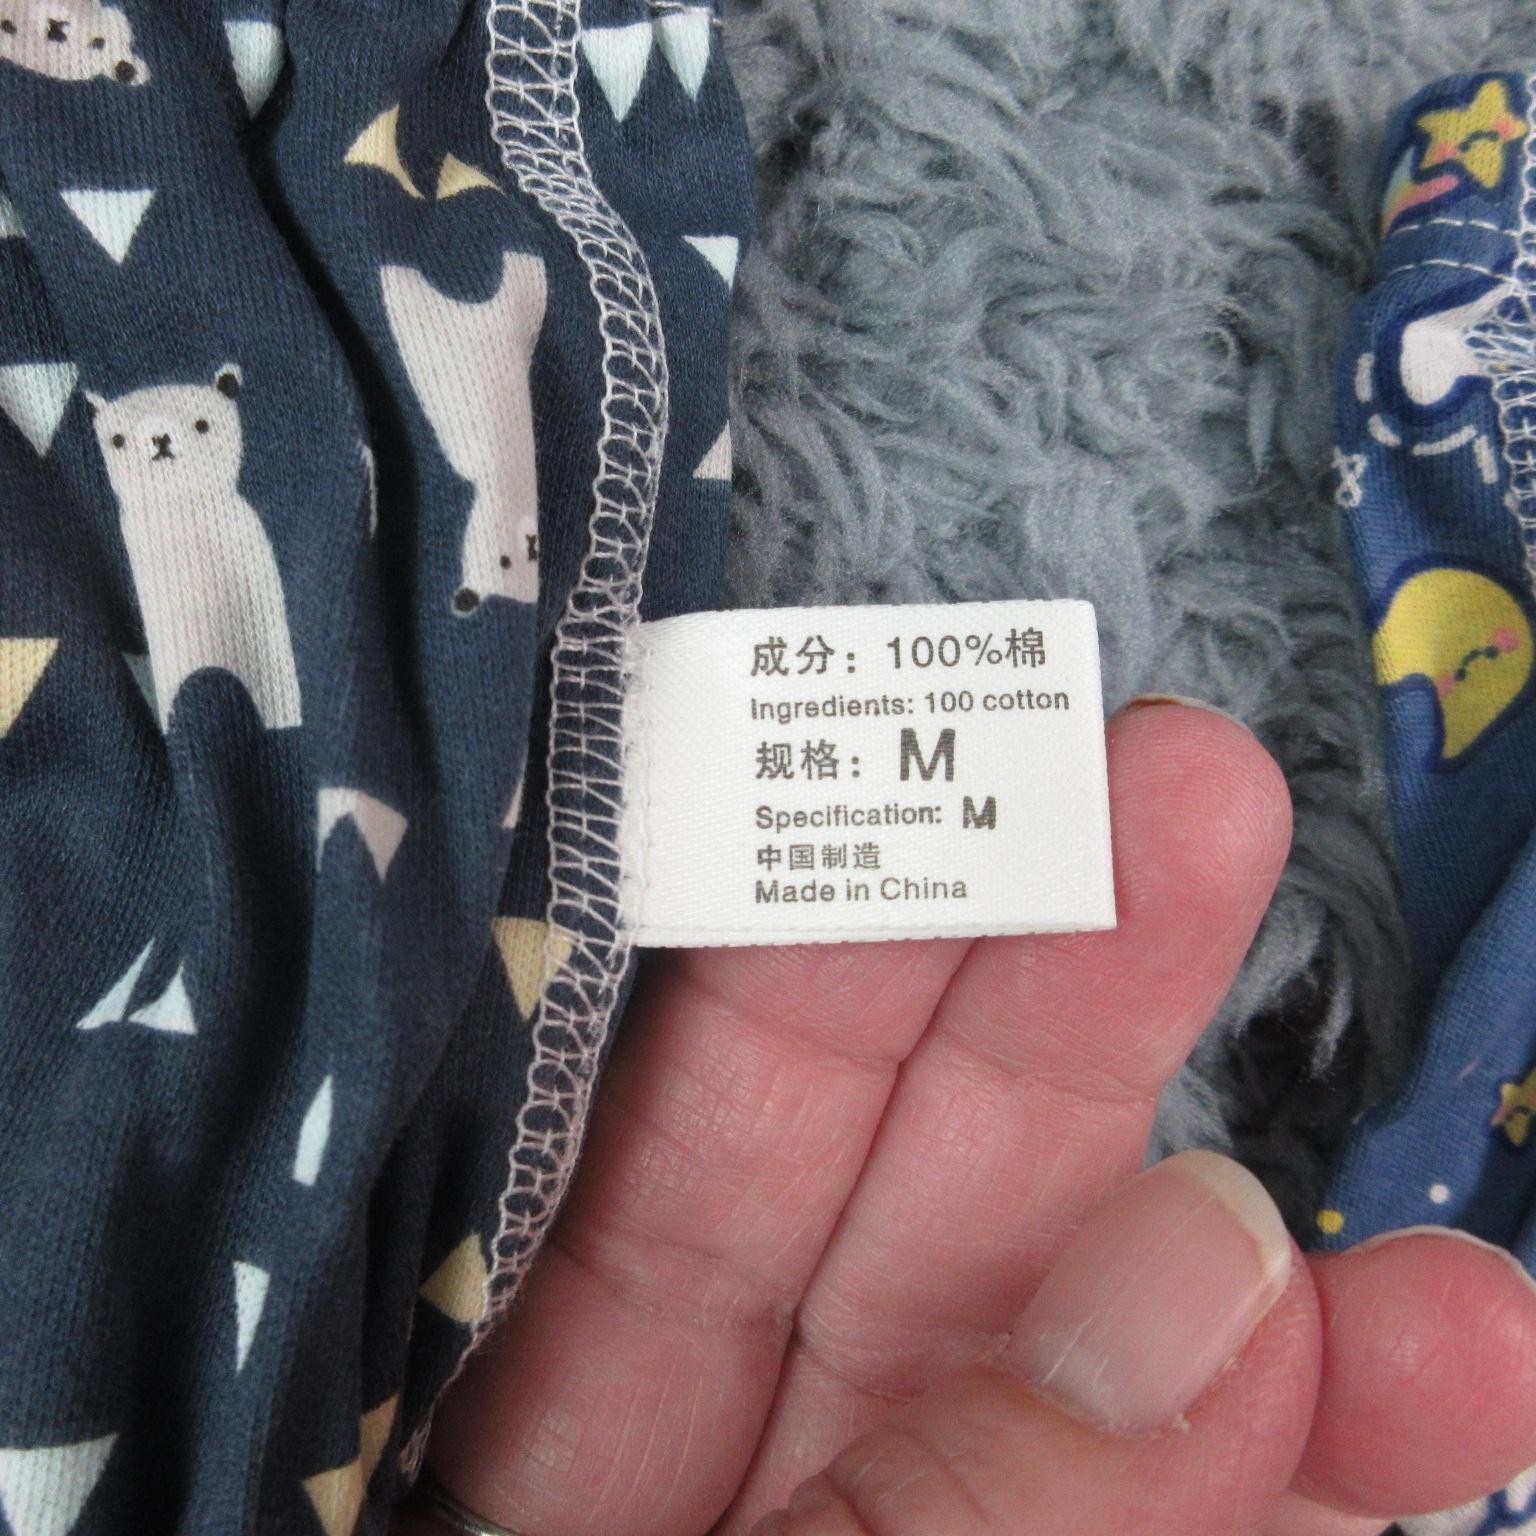 成分：100%棉
Ingredients: 100 cotton
规格：M
Specification: M
中国制造
Made in China